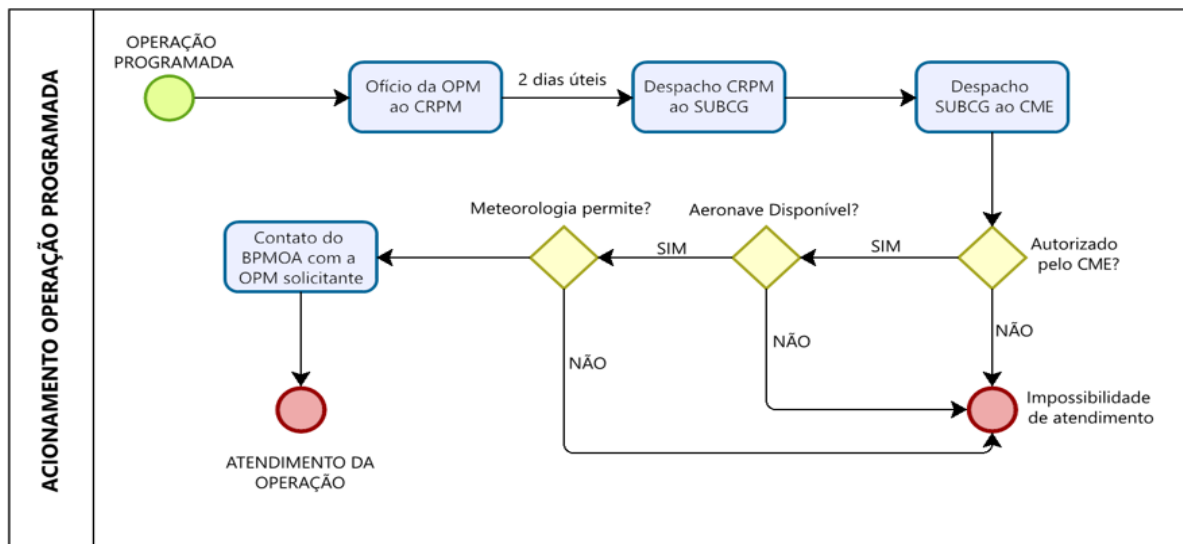 ACIONAMENTO OPERAÇÃO PROGRAMADA
OPERAÇÃO
PROGRAMADA
Ofício da OPM
ao CRPM
2 dias úteis
Despacho CRPM
ao SUBCG
Despacho
SUBCG ao CME
Autorizado
pelo CME?
SIM
NÃO
Aeronave Disponível?
SIM
NÃO
Meteorologia permite?
NÃO
Contato do
BPMOA com a
OPM solicitante
ATENDIMENTO DA
OPERAÇÃO
Impossibilidade
de atendimento